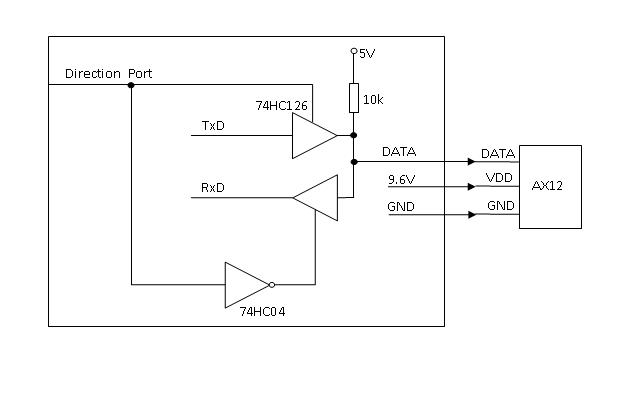 5V
Direction Port
10k
74HC126
TxD
DATA
DATA
VDD
9.6V
RxD
AX12
GND
GND
74HC04